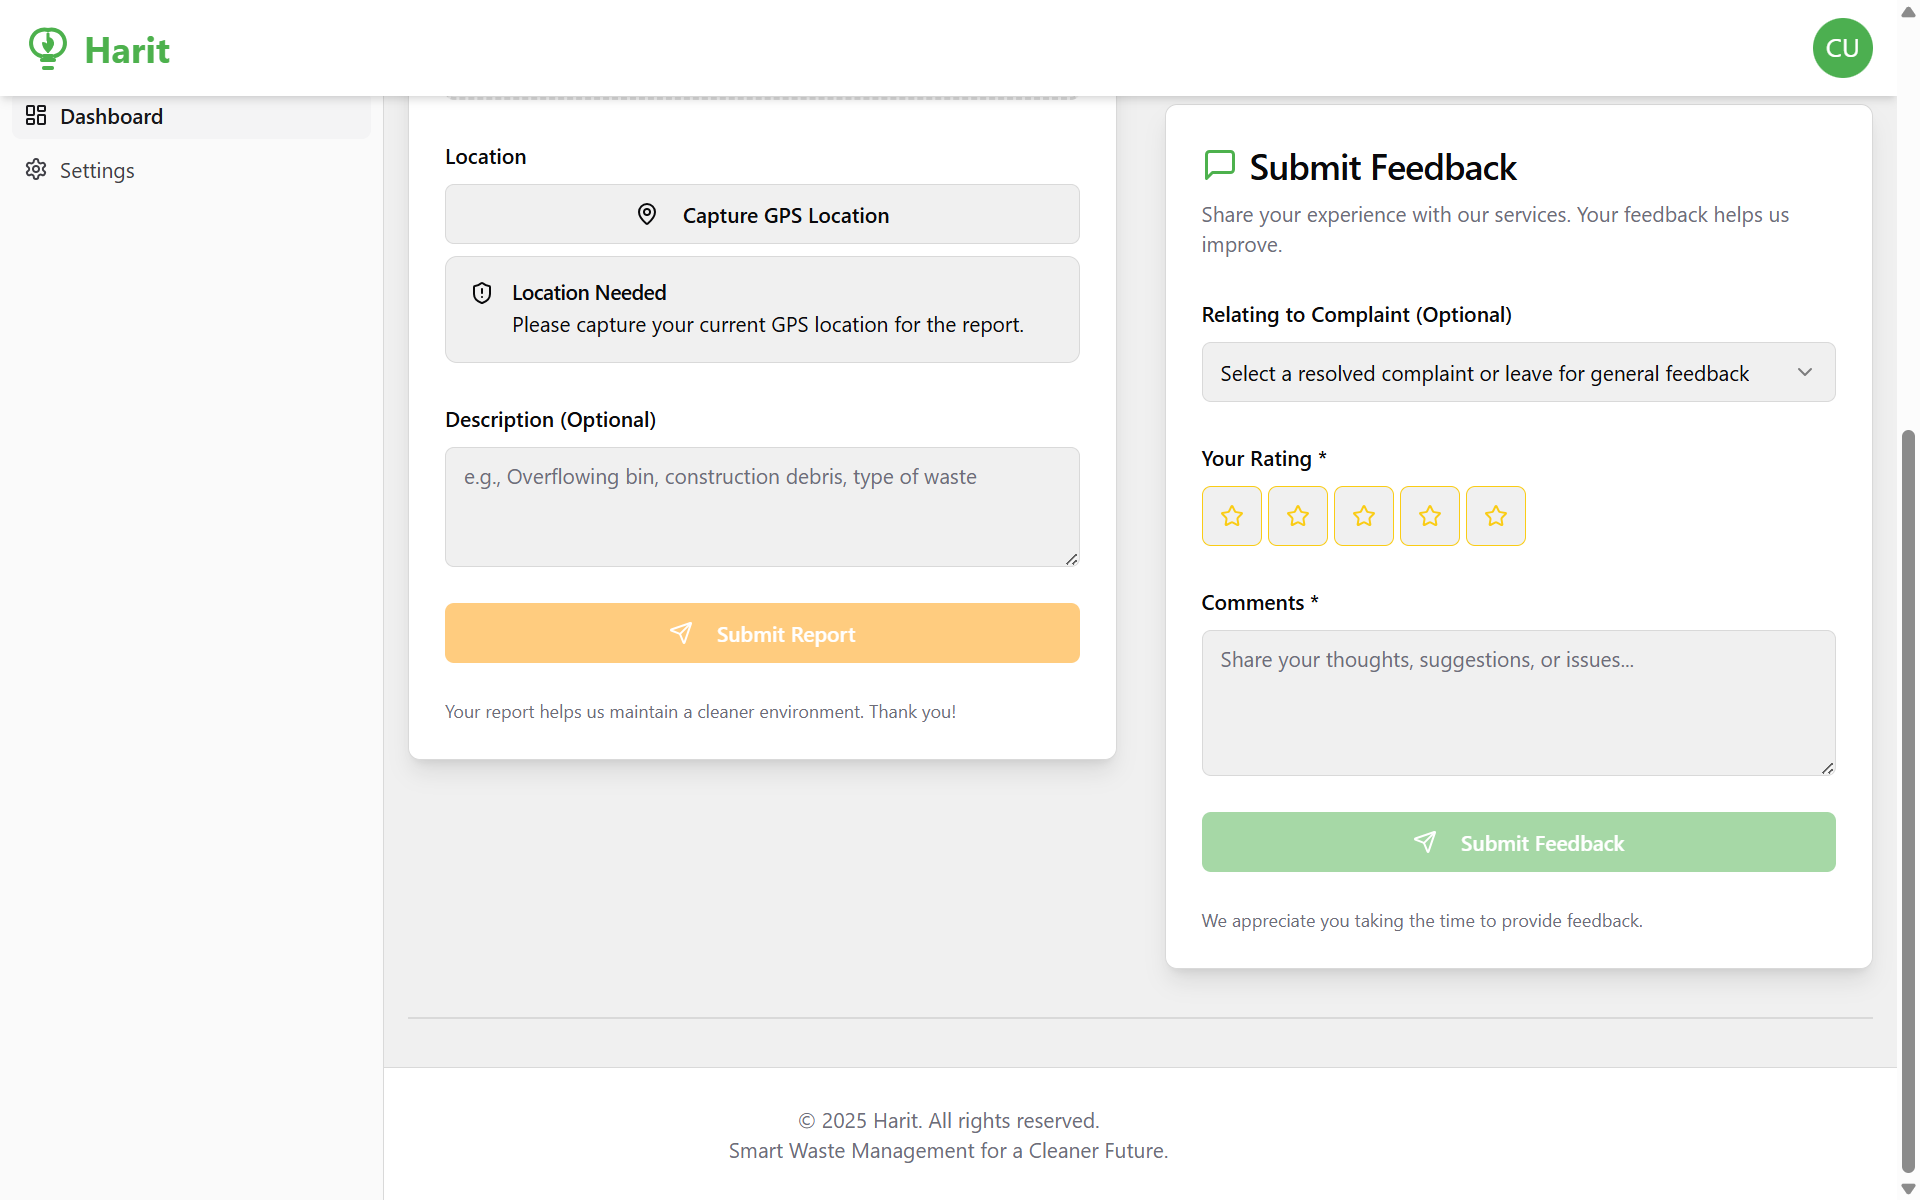 Harit
CU
Dashboard
Settings
Location
Capture GPS Location
Location Needed
Please capture your current GPS location for the report.
Description (Optional)
e.g., Overflowing bin, construction debris, type of waste
Submit Report
Your report helps us maintain a cleaner environment. Thank you!
Submit Feedback
Share your experience with our services. Your feedback helps us
improve.
Relating to Complaint (Optional)
Select a resolved complaint or leave for general feedback
Your Rating *
Comments *
Share your thoughts, suggestions, or issues...
Submit Feedback
We appreciate you taking the time to provide feedback.
© 2025 Harit. All rights reserved.
Smart Waste Management for a Cleaner Future.